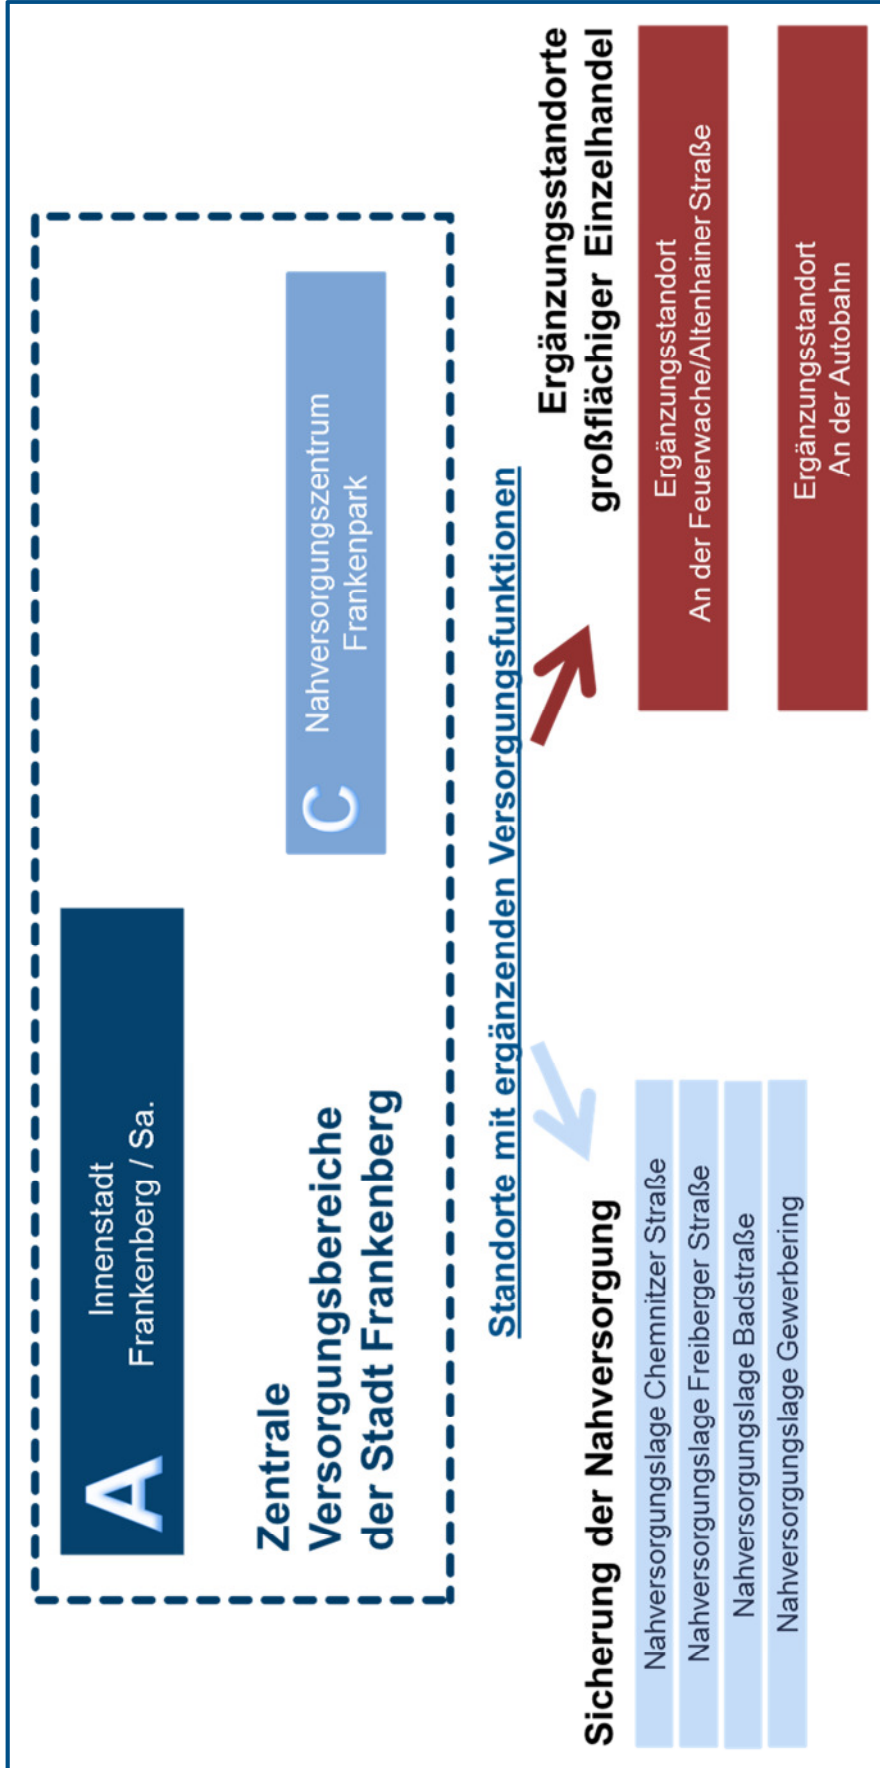 A
Innenstadt
Frankenberg / Sa.
C
Nahversorgungszentrum
Frankenpark
Zentrale
Versorgungsbereiche
der Stadt Frankenberg
Standorte mit ergänzenden Versorgungsfunktionen
Sicherung der Nahversorgung
Nahversorgungslage Chemnitzer Straße
Nahversorgungslage Freiberger Straße
Nahversorgungslage Badstraße
Nahversorgungslage Gewerbering
Ergänzungsstandorte
großflächiger Einzelhandel
Ergänzungsstandort
An der Feuerwache/Altenhainer Straße
Ergänzungsstandort
An der Autobahn